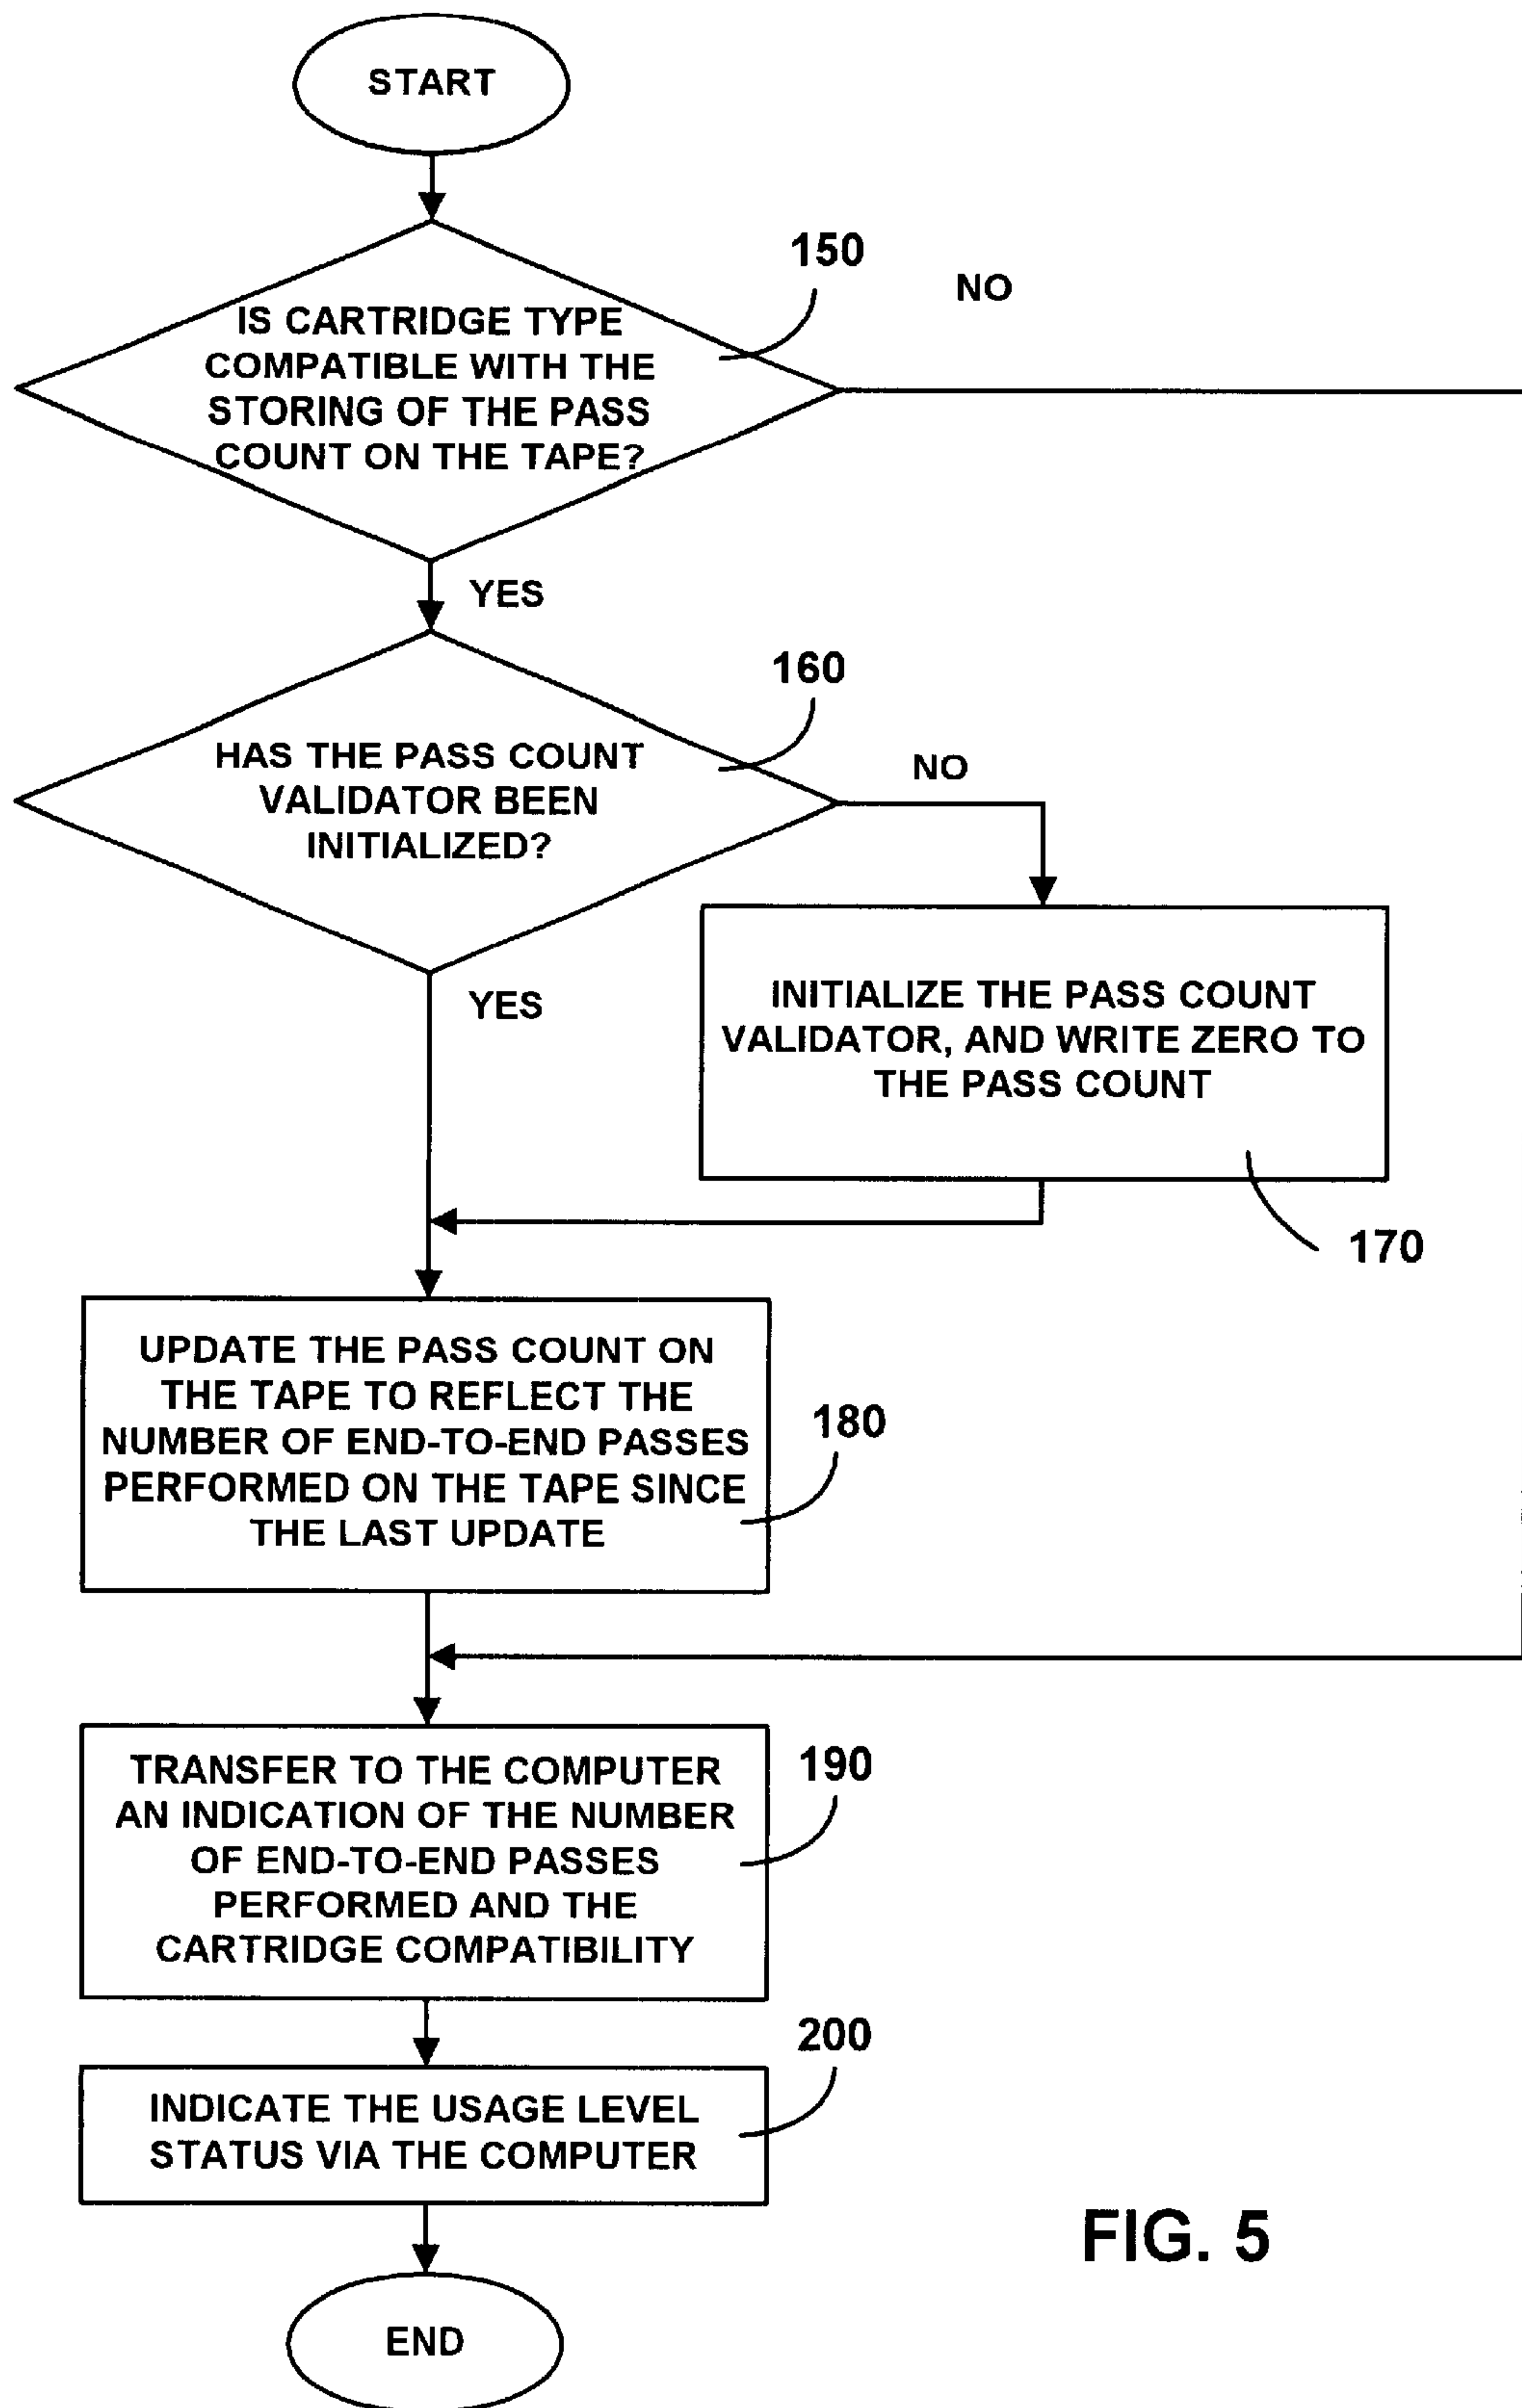 START
150
NO
IS CARTRIDGE TYPE
COMPATIBLE WITH THE
STORING OF THE PASS
COUNT ON THE TAPE?
YES
160
HAS THE PASS COUNT
VALIDATOR BEEN
INITIALIZED?
NO
YES
INITIALIZE THE PASS COUNT
VALIDATOR, AND WRITE ZERO TO
THE PASS COUNT
170
UPDATE THE PASS COUNT ON
THE TAPE TO REFLECT THE
NUMBER OF END-TO-END PASSES
PERFORMED ON THE TAPE SINCE
THE LAST UPDATE
180
TRANSFER TO THE COMPUTER
AN INDICATION OF THE NUMBER
OF END-TO-END PASSES
PERFORMED AND THE
CARTRIDGE COMPATIBILITY
190
200
INDICATE THE USAGE LEVEL
STATUS VIA THE COMPUTER
FIG. 5
END